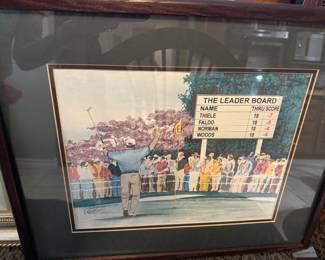 THE LEADER BOARD
NAME THRU SCORE
THIELE 18
FALDO 18
NORMAN 18
WOODS 18